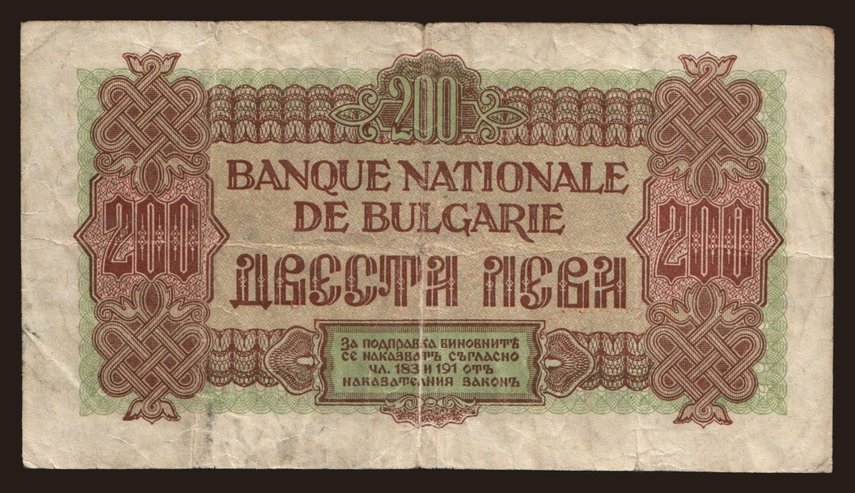 200
BANQUE NATIONALE
DE BULGARIE
200
200
ДВЕСТА ЛЕВА
ЗА ПОДПРАВКА ВИНОВНИТѢ
СЕ НАКАЗВАТЪ СЪГЛАСНО
ЧЛ. 183 И 191 ОТЪ
НАКАЗАТЕЛНИЯ ЗАКОНЪ